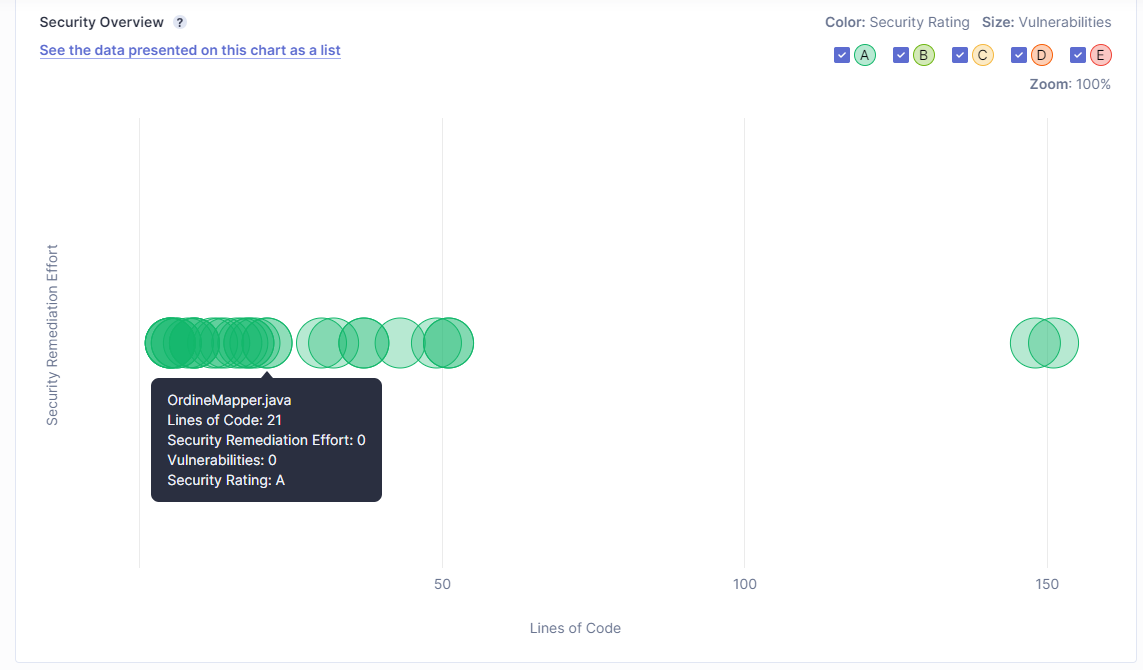 Security Overview ?
Color: Security Rating Size: Vulnerabilities
See the data presented on this chart as a list
A B C D E
Zoom: 100%
Security Remediation Effort
OrdineMapper.java
Lines of Code: 21
Security Remediation Effort: 0
Vulnerabilities: 0
Security Rating: A
50 100 150
Lines of Code